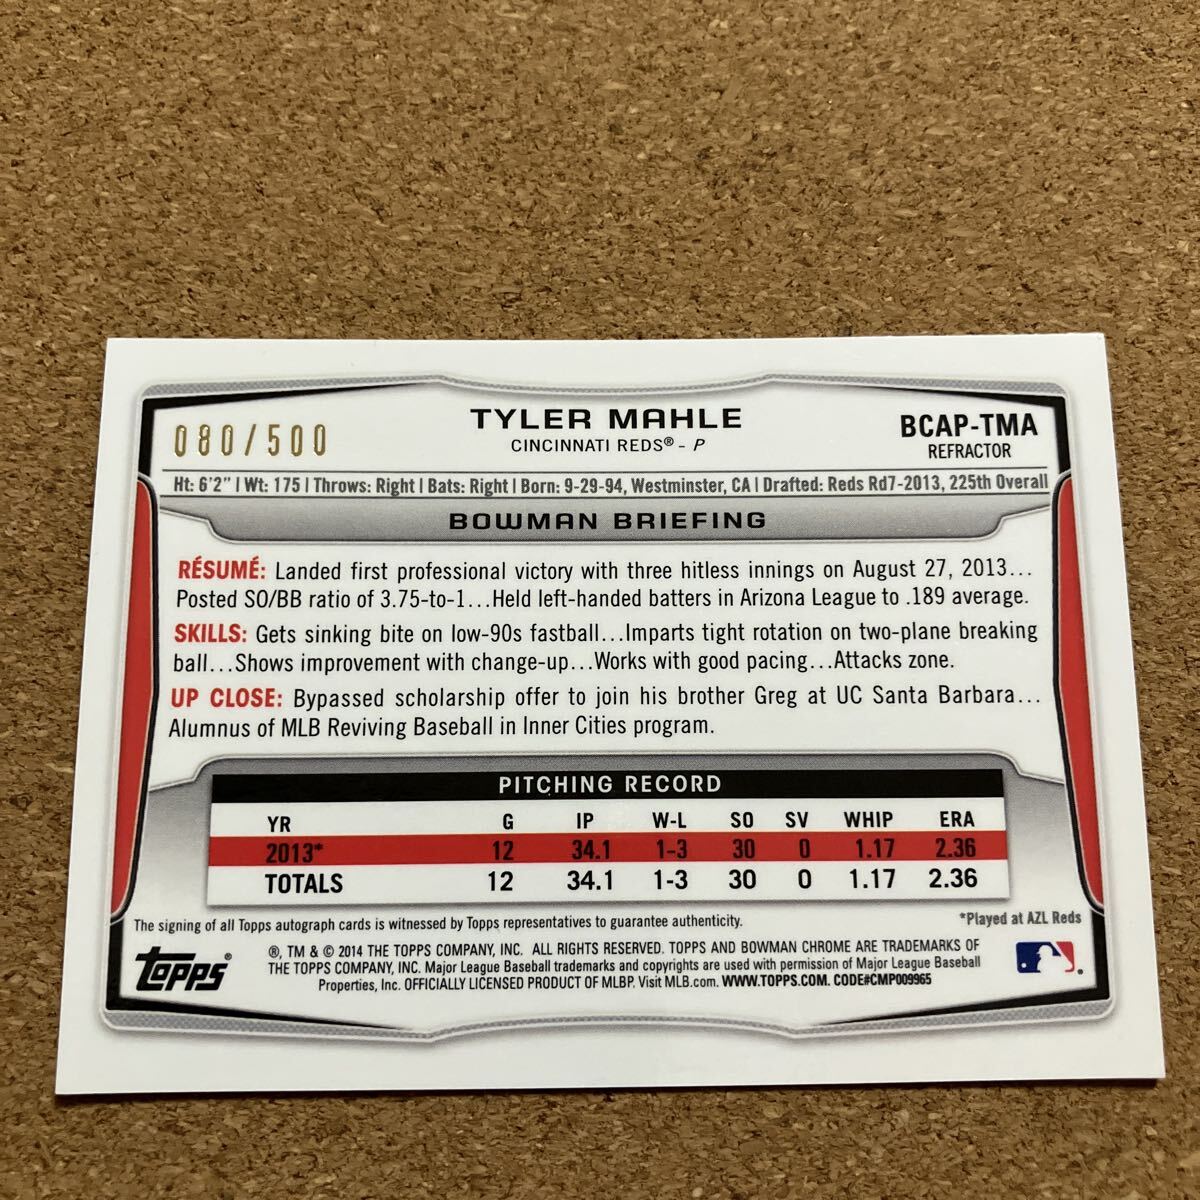 080/500
TYLER MAHLE
CINCINNATI REDS® - P
BCAP-TMA
REFRACTOR
Ht: 6'2" | Wt: 175 | Throws: Right | Bats: Right | Born: 9-29-94, Westminster, CA | Drafted: Reds Rd7-2013, 225th Overall
BOWMAN BRIEFING
RÉSUMÉ: Landed first professional victory with three hitless innings on August 27, 2013...
Posted SO/BB ratio of 3.75-to-1...Held left-handed batters in Arizona League to .189 average.
SKILLS: Gets sinking bite on low-90s fastball...Imparts tight rotation on two-plane breaking
ball...Shows improvement with change-up...Works with good pacing...Attacks zone.
UP CLOSE: Bypassed scholarship offer to join his brother Greg at UC Santa Barbara...
Alumnus of MLB Reviving Baseball in Inner Cities program.
PITCHING RECORD
YR G IP W-L SO SV WHIP ERA
2013* 12 34.1 1-3 30 0 1.17 2.36
TOTALS 12 34.1 1-3 30 0 1.17 2.36
The signing of all Topps autograph cards is witnessed by Topps representatives to guarantee authenticity.
*Played at AZL Reds
Topps®
®, TM & © 2014 THE TOPPS COMPANY, INC. ALL RIGHTS RESERVED. TOPPS AND BOWMAN CHROME ARE TRADEMARKS OF
THE TOPPS COMPANY, INC. Major League Baseball trademarks and copyrights are used with permission of Major League Baseball
Properties, Inc. OFFICIALLY LICENSED PRODUCT OF MLBP. Visit MLB.com. WWW.TOPPS.COM. CODE#CMP009965